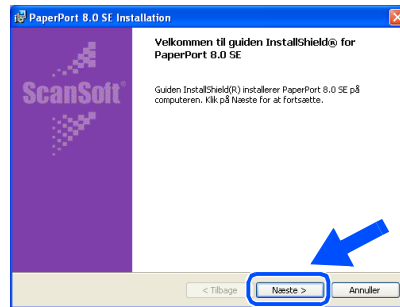 PaperPort 8.0 SE Installation
Velkommen til guiden InstallShield® for
PaperPort 8.0 SE
ScanSoft®
Guiden InstallShield(R) installerer PaperPort 8.0 SE på
computeren. Klik på Næste for at fortsætte.
< Tilbage Næste > Annuller